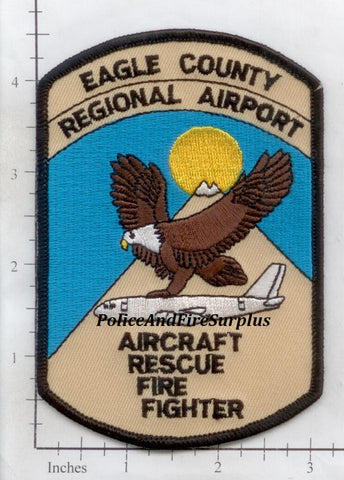 EAGLE COUNTY
REGIONAL AIRPORT
PoliceAndFireSurplus
AIRCRAFT
RESCUE
FIRE
FIGHTER
4
3
2
1
Inches
1
2
3